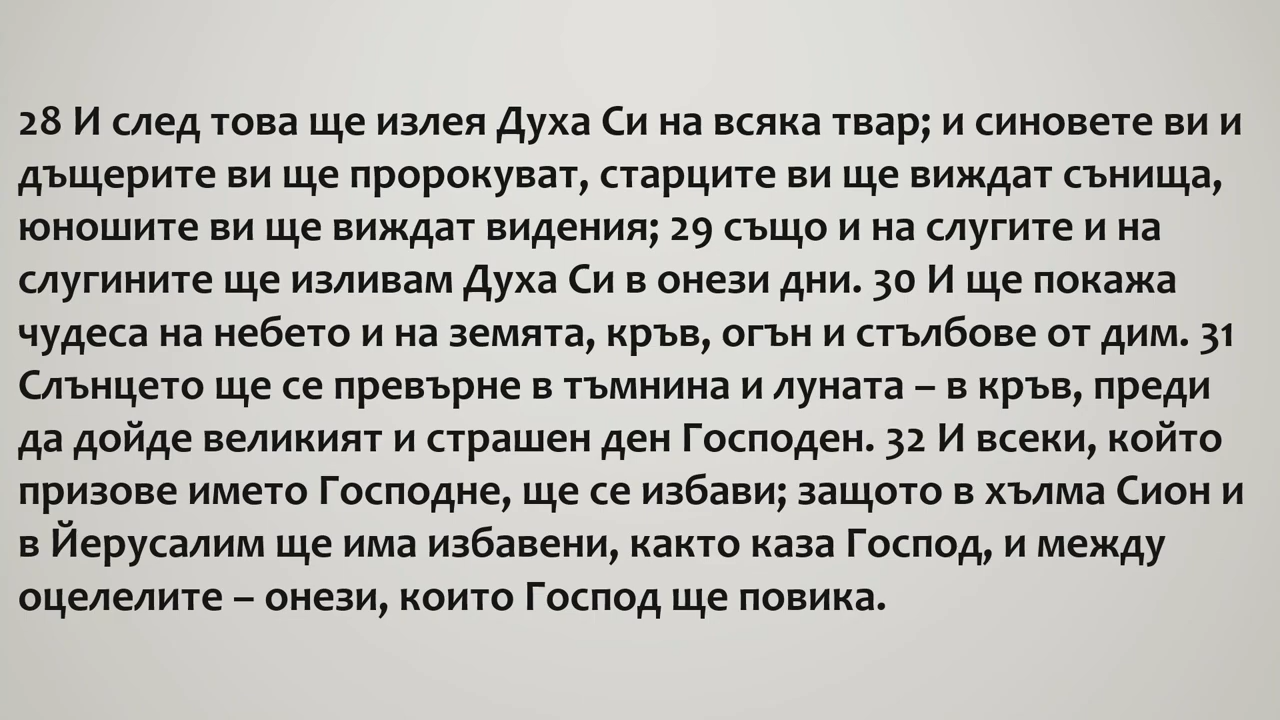 28 И след това ще излея Духа Си на всяка твар; и синовете ви и
дъщерите ви ще пророкуват, старците ви ще виждат сънища,
юношите ви ще виждат видения; 29 също и на слугите и на
слугините ще изливам Духа Си в онези дни. 30 И ще покажа
чудеса на небето и на земята, кръв, огън и стълбове от дим. 31
Слънцето ще се превърне в тъмнина и луната – в кръв, преди
да дойде великият и страшен ден Господен. 32 И всеки, който
призове името Господне, ще се избави; защото в хълма Сион и
в Йерусалим ще има избавени, както каза Господ, и между
оцелелите – онези, които Господ ще повика.